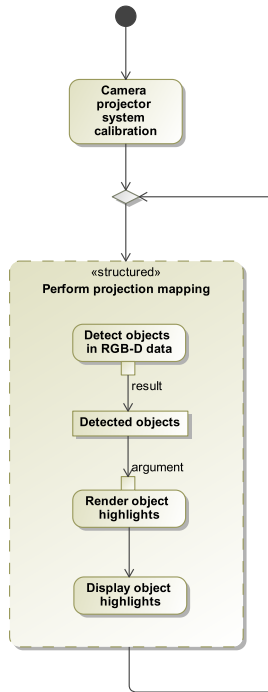 Camera
projector
system
calibration
«structured»
Perform projection mapping
Detect objects
in RGB-D data
result
Detected objects
argument
Render object
highlights
Display object
highlights